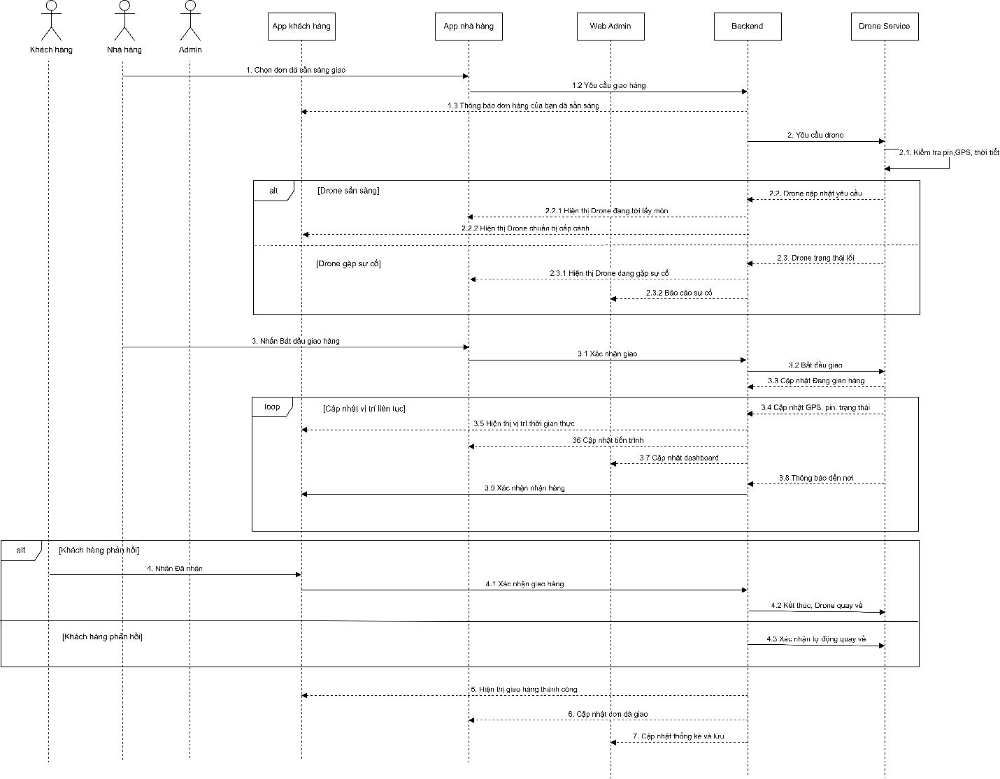 Khách hàng
Nhà hàng
Admin
App khách hàng
App nhà hàng
Web Admin
Backend
Drone Service
1. Chọn đơn đã sẵn sàng giao
1.2 Yêu cầu giao hàng
1.3 Thông báo đơn hàng của bạn đã sẵn sàng
2. Yêu cầu drone
2.1. Kiểm tra pin,GPS, thời tiết
alt
[Drone sẵn sàng]
2.2. Drone cập nhật yêu cầu
2.2.1 Hiện thị Drone đang tới lấy món
2.2.2 Hiện thị Drone chuẩn bị cấp cánh
[Drone gặp sự cố]
2.3. Drone trạng thái lỗi
2.3.1 Hiện thị Drone đang gặp sự cố
2.3.2 Báo cáo sự cố
3. Nhấn Bắt đầu giao hàng
3.1 Xác nhận giao
3.2 Bắt đầu giao
3.3 Cập nhật Đang giao hàng
loop
[Cập nhật vị trí liên tục]
3.4 Cập nhật GPS. pin. trạng thái
3.5 Hiện thị vị trí thời gian thực
36 Cập nhật tiến trình
3.7 Cập nhật dashboard
3.8 Thông báo đến nơi
3.9 Xác nhận nhận hàng
alt
[Khách hàng phản hồi]
4. Nhấn Đã nhận
4.1 Xác nhận giao hàng
4.2 Kết thúc, Drone quay về
[Khách hàng phản hồi]
4.3 Xác nhận tự động quay về
5. Hiện thị giao hàng thành công
6. Cập nhật đơn đã giao
7. Cập nhật thống kê và lưu